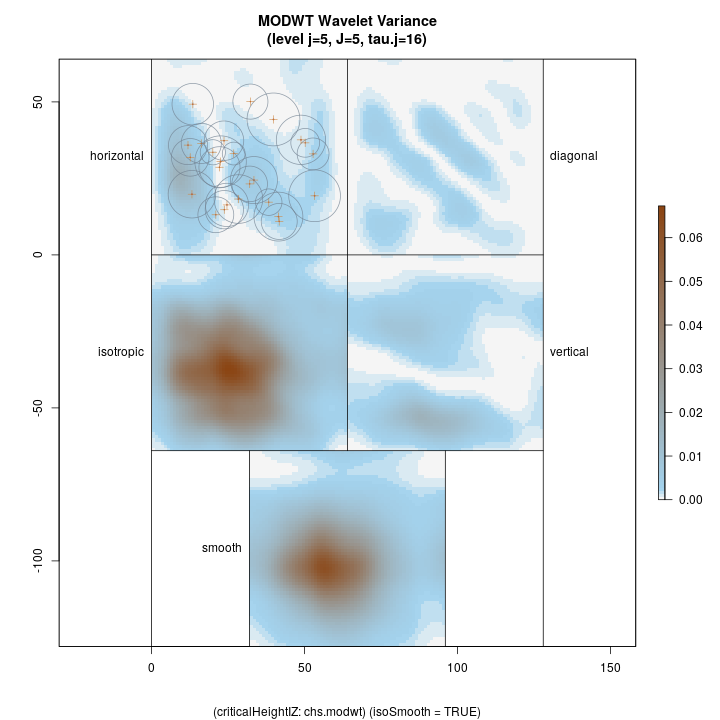 MODWT Wavelet Variance
(level j=5, J=5, tau.j=16)
horizontal
diagonal
isotropic
vertical
smooth
50
0
-50
-100
0
50
100
150
0.06
0.05
0.04
0.03
0.02
0.01
0.00
(criticalHeightIZ: chs.modwt) (isoSmooth = TRUE)